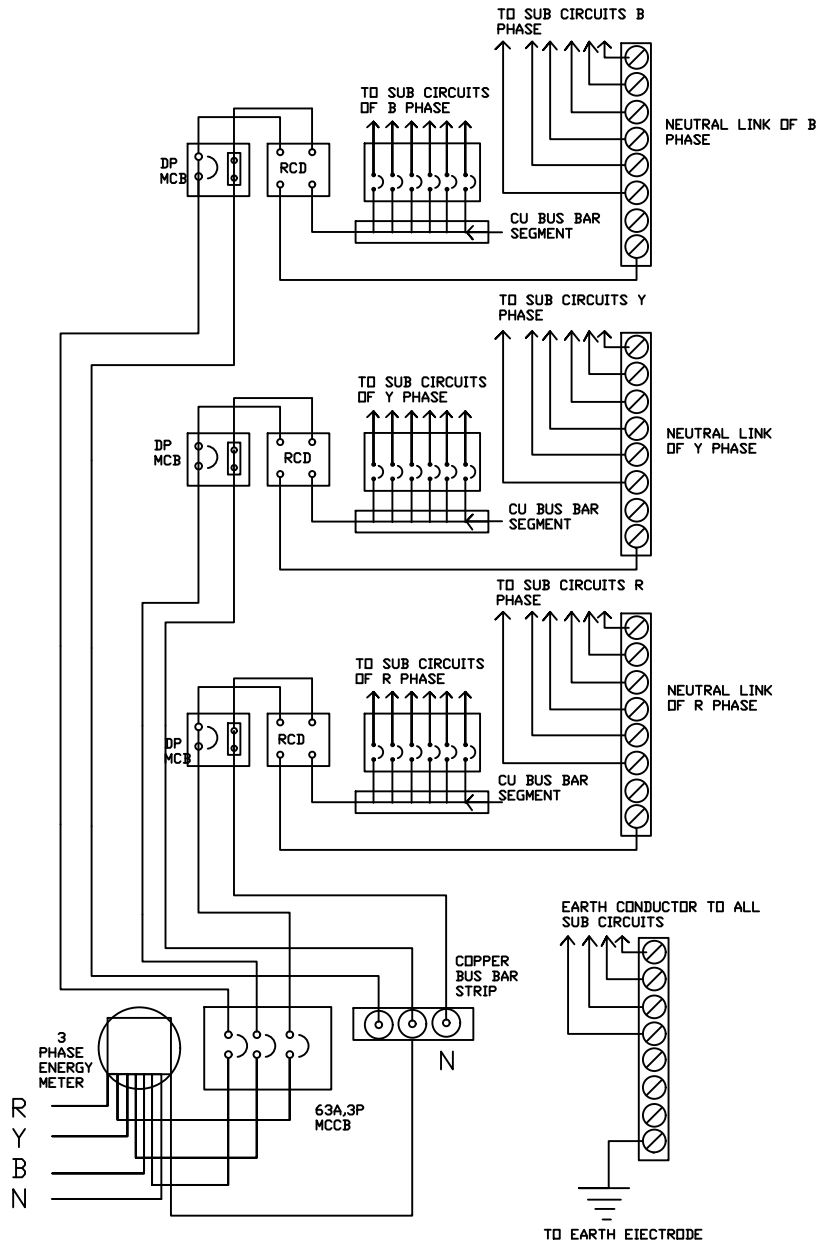 TO SUB CIRCUITS B
PHASE
TO SUB CIRCUITS
OF B PHASE
NEUTRAL LINK OF B
PHASE
DP
MCB
RCD
CU BUS BAR
SEGMENT
TO SUB CIRCUITS Y
PHASE
TO SUB CIRCUITS
OF Y PHASE
NEUTRAL LINK
OF Y PHASE
DP
MCB
RCD
CU BUS BAR
SEGMENT
TO SUB CIRCUITS R
PHASE
TO SUB CIRCUITS
OF R PHASE
NEUTRAL LINK
OF R PHASE
DP
MCB
RCD
CU BUS BAR
SEGMENT
EARTH CONDUCTOR TO ALL
SUB CIRCUITS
COPPER
BUS BAR
STRIP
N
3
PHASE
ENERGY
METER
63A,3P
MCCB
R
Y
B
N
TO EARTH EIECTRODE